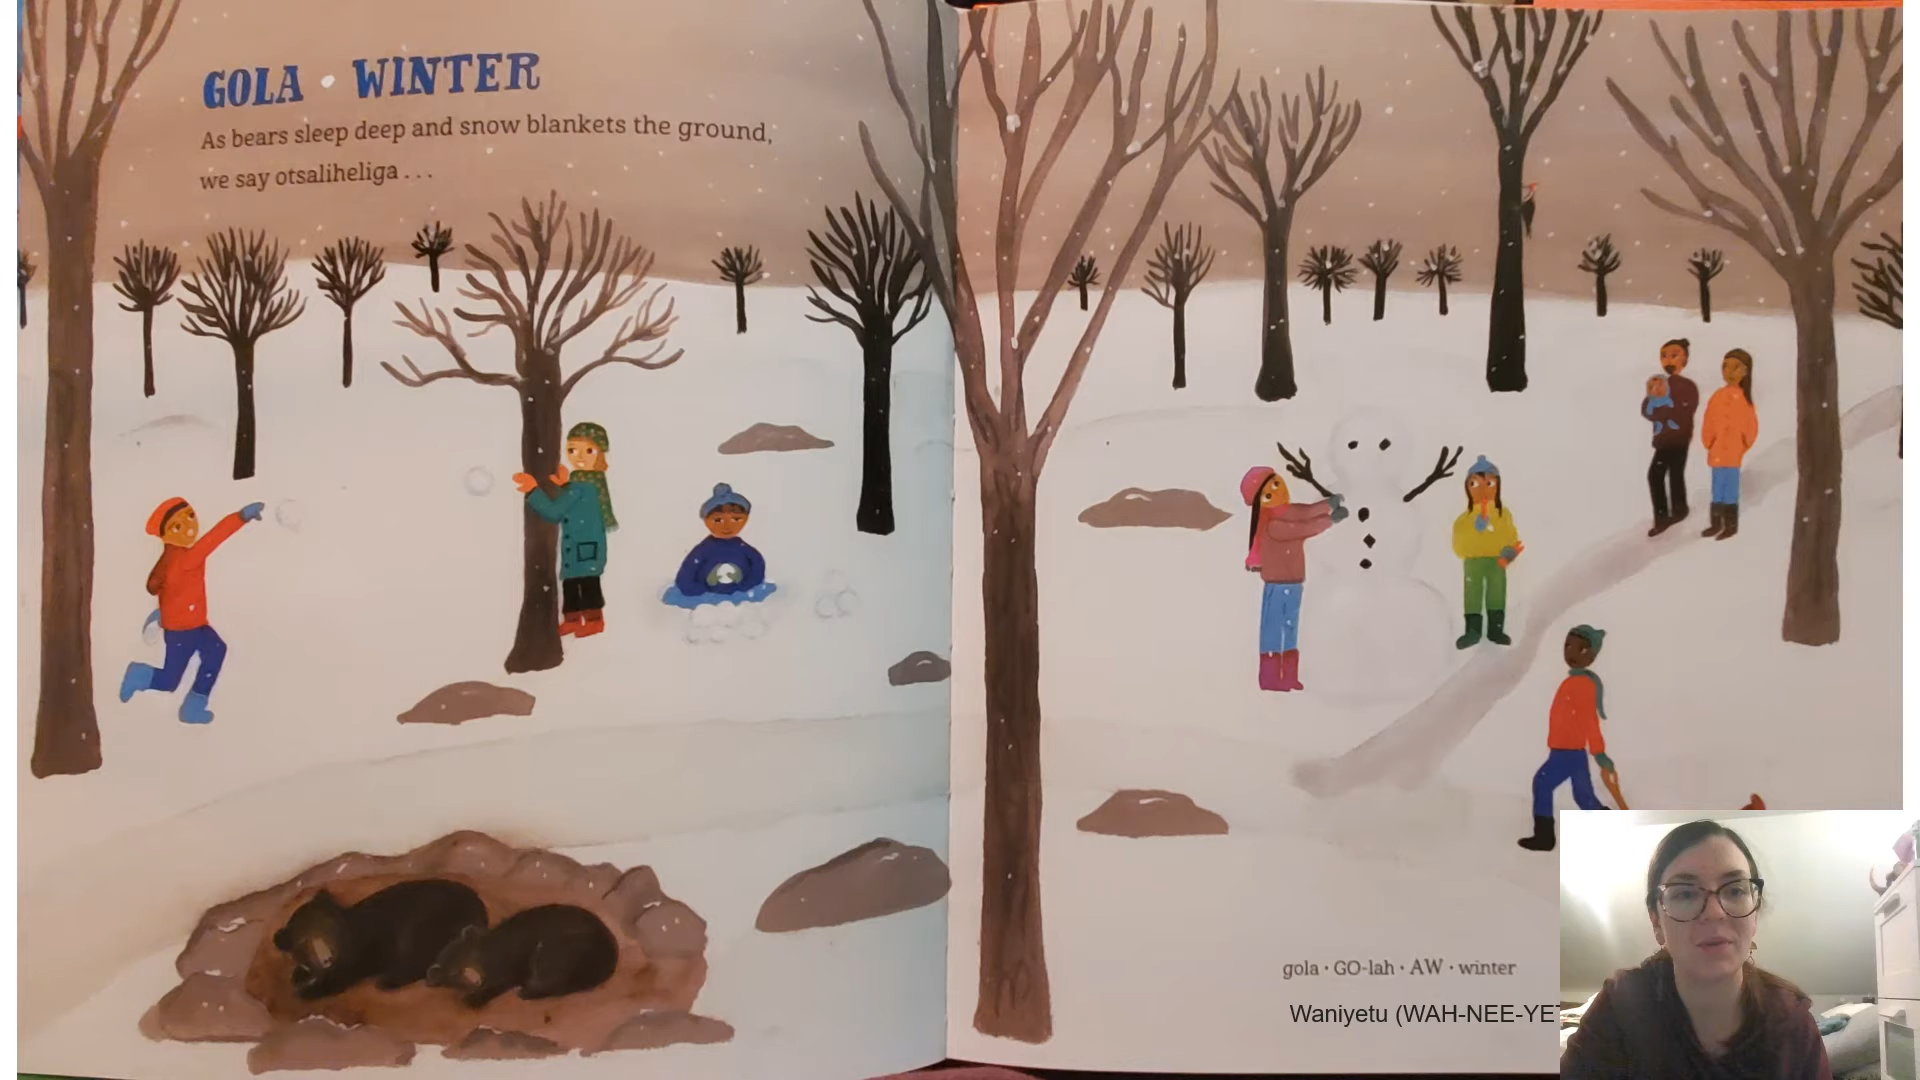 GOLA • WINTER
As bears sleep deep and snow blankets the ground,
we say otsaliheliga . . .
gola · GO-lah · AW · winter
Waniyetu (WAH-NEE-YE